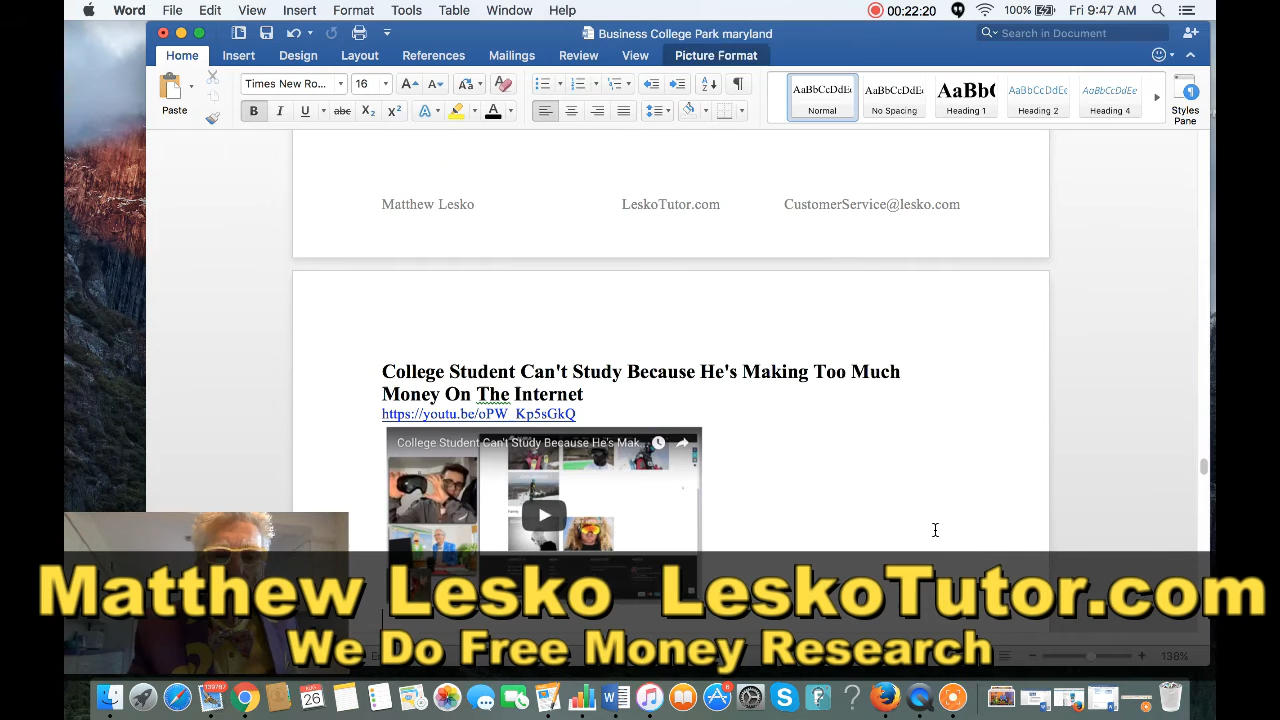 Word File Edit View Insert Format Tools Table Window Help 00:22:20 100% Fri 9:47 AM
Business College Park maryland Search in Document
Home Insert Design Layout References Mailings Review View Picture Format
Times New Ro... 16
Paste
B I U abc X₂ X² A A
AaBbCcDdEe AaBbCcDdEe AaBbC AaBbCcDdEe AaBbCcDdEe
Normal No Spacing Heading 1 Heading 2 Heading 4 Styles Pane
Matthew Lesko LeskoTutor.com CustomerService@lesko.com
College Student Can't Study Because He's Making Too Much
Money On The Internet
https://youtu.be/oPW_Kp5sGkQ
College Student Can't Study Because He's Mak...
Matthew Lesko LeskoTutor.com
We Do Free Money Research
138%
AUG
26